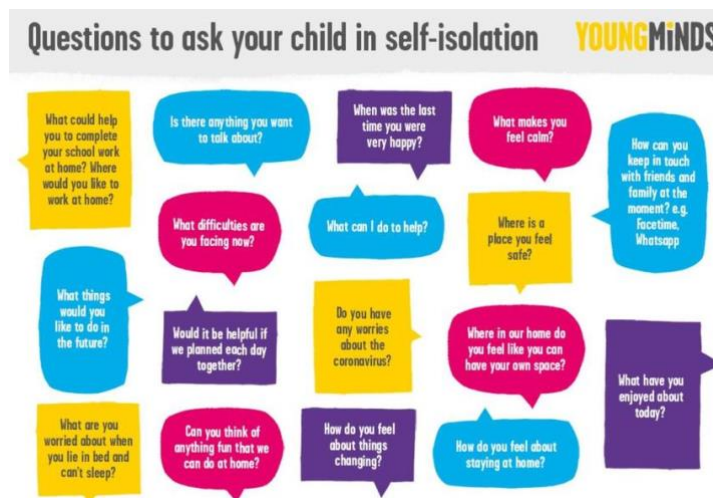 Questions to ask your child in self-isolation
YOUNGMiNDS
What could help
you to complete
your school work
at home? Where
would you like to
work at home?
Is there anything you want
to talk about?
When was the last
time you were
very happy?
What makes you
feel calm?
How can you
keep in touch
with friends and
family at the
moment? e.g.
Facetime,
Whatsapp
What difficulties are
you facing now?
What can I do to help?
Where is a
place you feel
safe?
What things
would you
like to do in
the future?
Would it be helpful if
we planned each day
together?
Do you have
any worries
about the
coronavirus?
Where in our home do
you feel like you can
have your own space?
What have you
enjoyed about
today?
What are you
worried about when
you lie in bed and
can't sleep?
Can you think of
anything fun that we
can do at home?
How do you feel
about things
changing?
How do you feel about
staying at home?